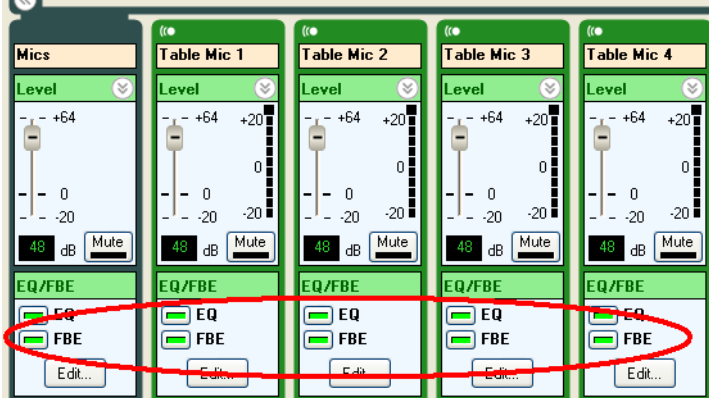 Mics Table Mic 1 Table Mic 2 Table Mic 3 Table Mic 4
Level Level Level Level Level
+64 +64 +20 +64 +20 +64 +20 +64 +20
0 0 0 0 0
0 0 0 0 0
-20 -20 -20 -20 -20 -20 -20 -20 -20
48 dB Mute 48 dB Mute 48 dB Mute 48 dB Mute 48 dB Mute
EQ/FBE EQ/FBE EQ/FBE EQ/FBE EQ/FBE
EQ EQ EQ EQ EQ
FBE FBE FBE FBE FBE
Edit... Edit... Edit... Edit... Edit...